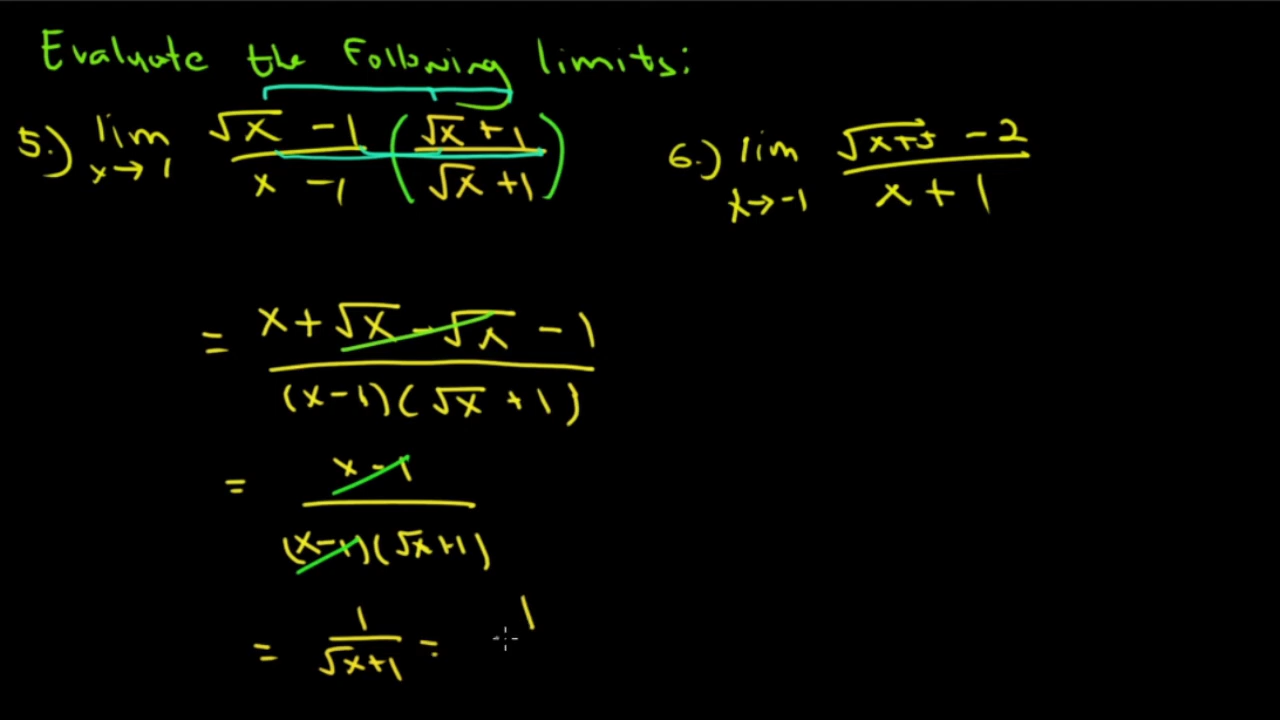 Evaluate the Following limits:
5.) lim x→1 (√x - 1)/(x - 1) ((√x + 1)/(√x + 1))
= (x + √x - √x - 1)/((x-1)(√x + 1))
= (x - 1)/((x-1)(√x+1))
= 1/(√x+1) = 1
6.) lim x→-1 (√(x+5) - 2)/(x + 1)